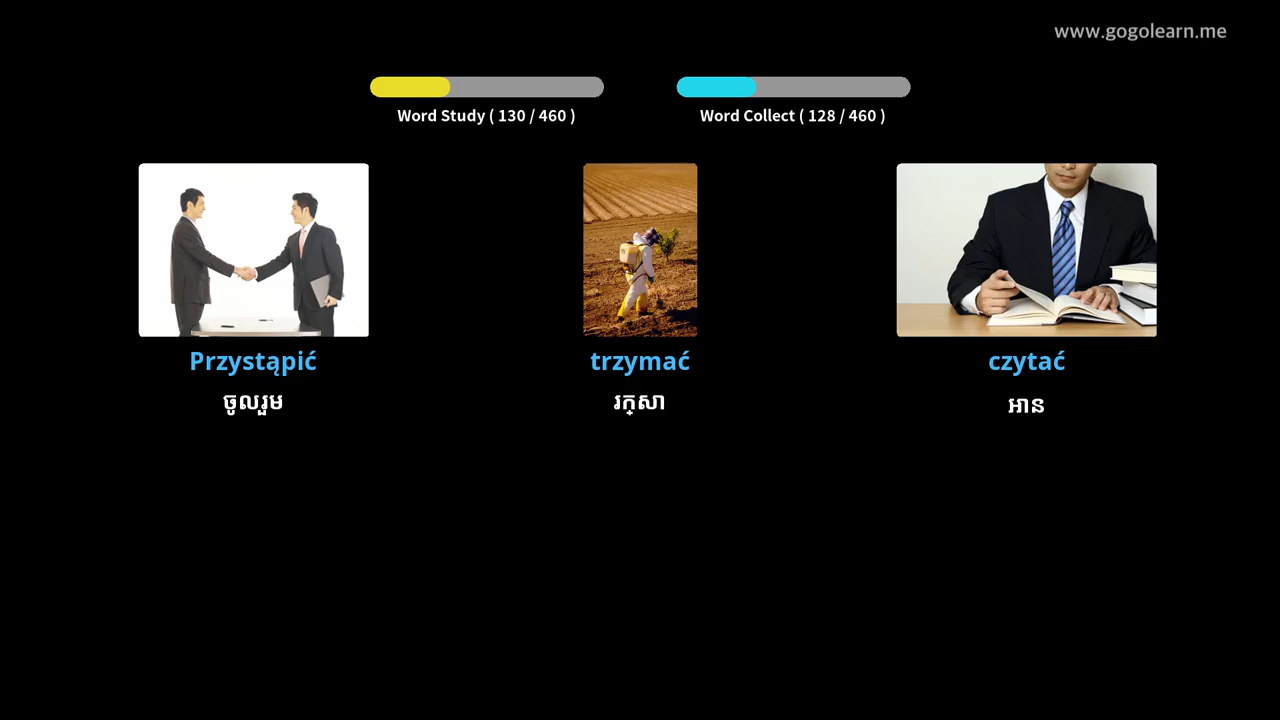 www.gogolearn.me
Word Study ( 130 / 460 )
Word Collect ( 128 / 460 )
Przystąpić
trzymać
czytać
ចូលរួម
រក្សា
អាន